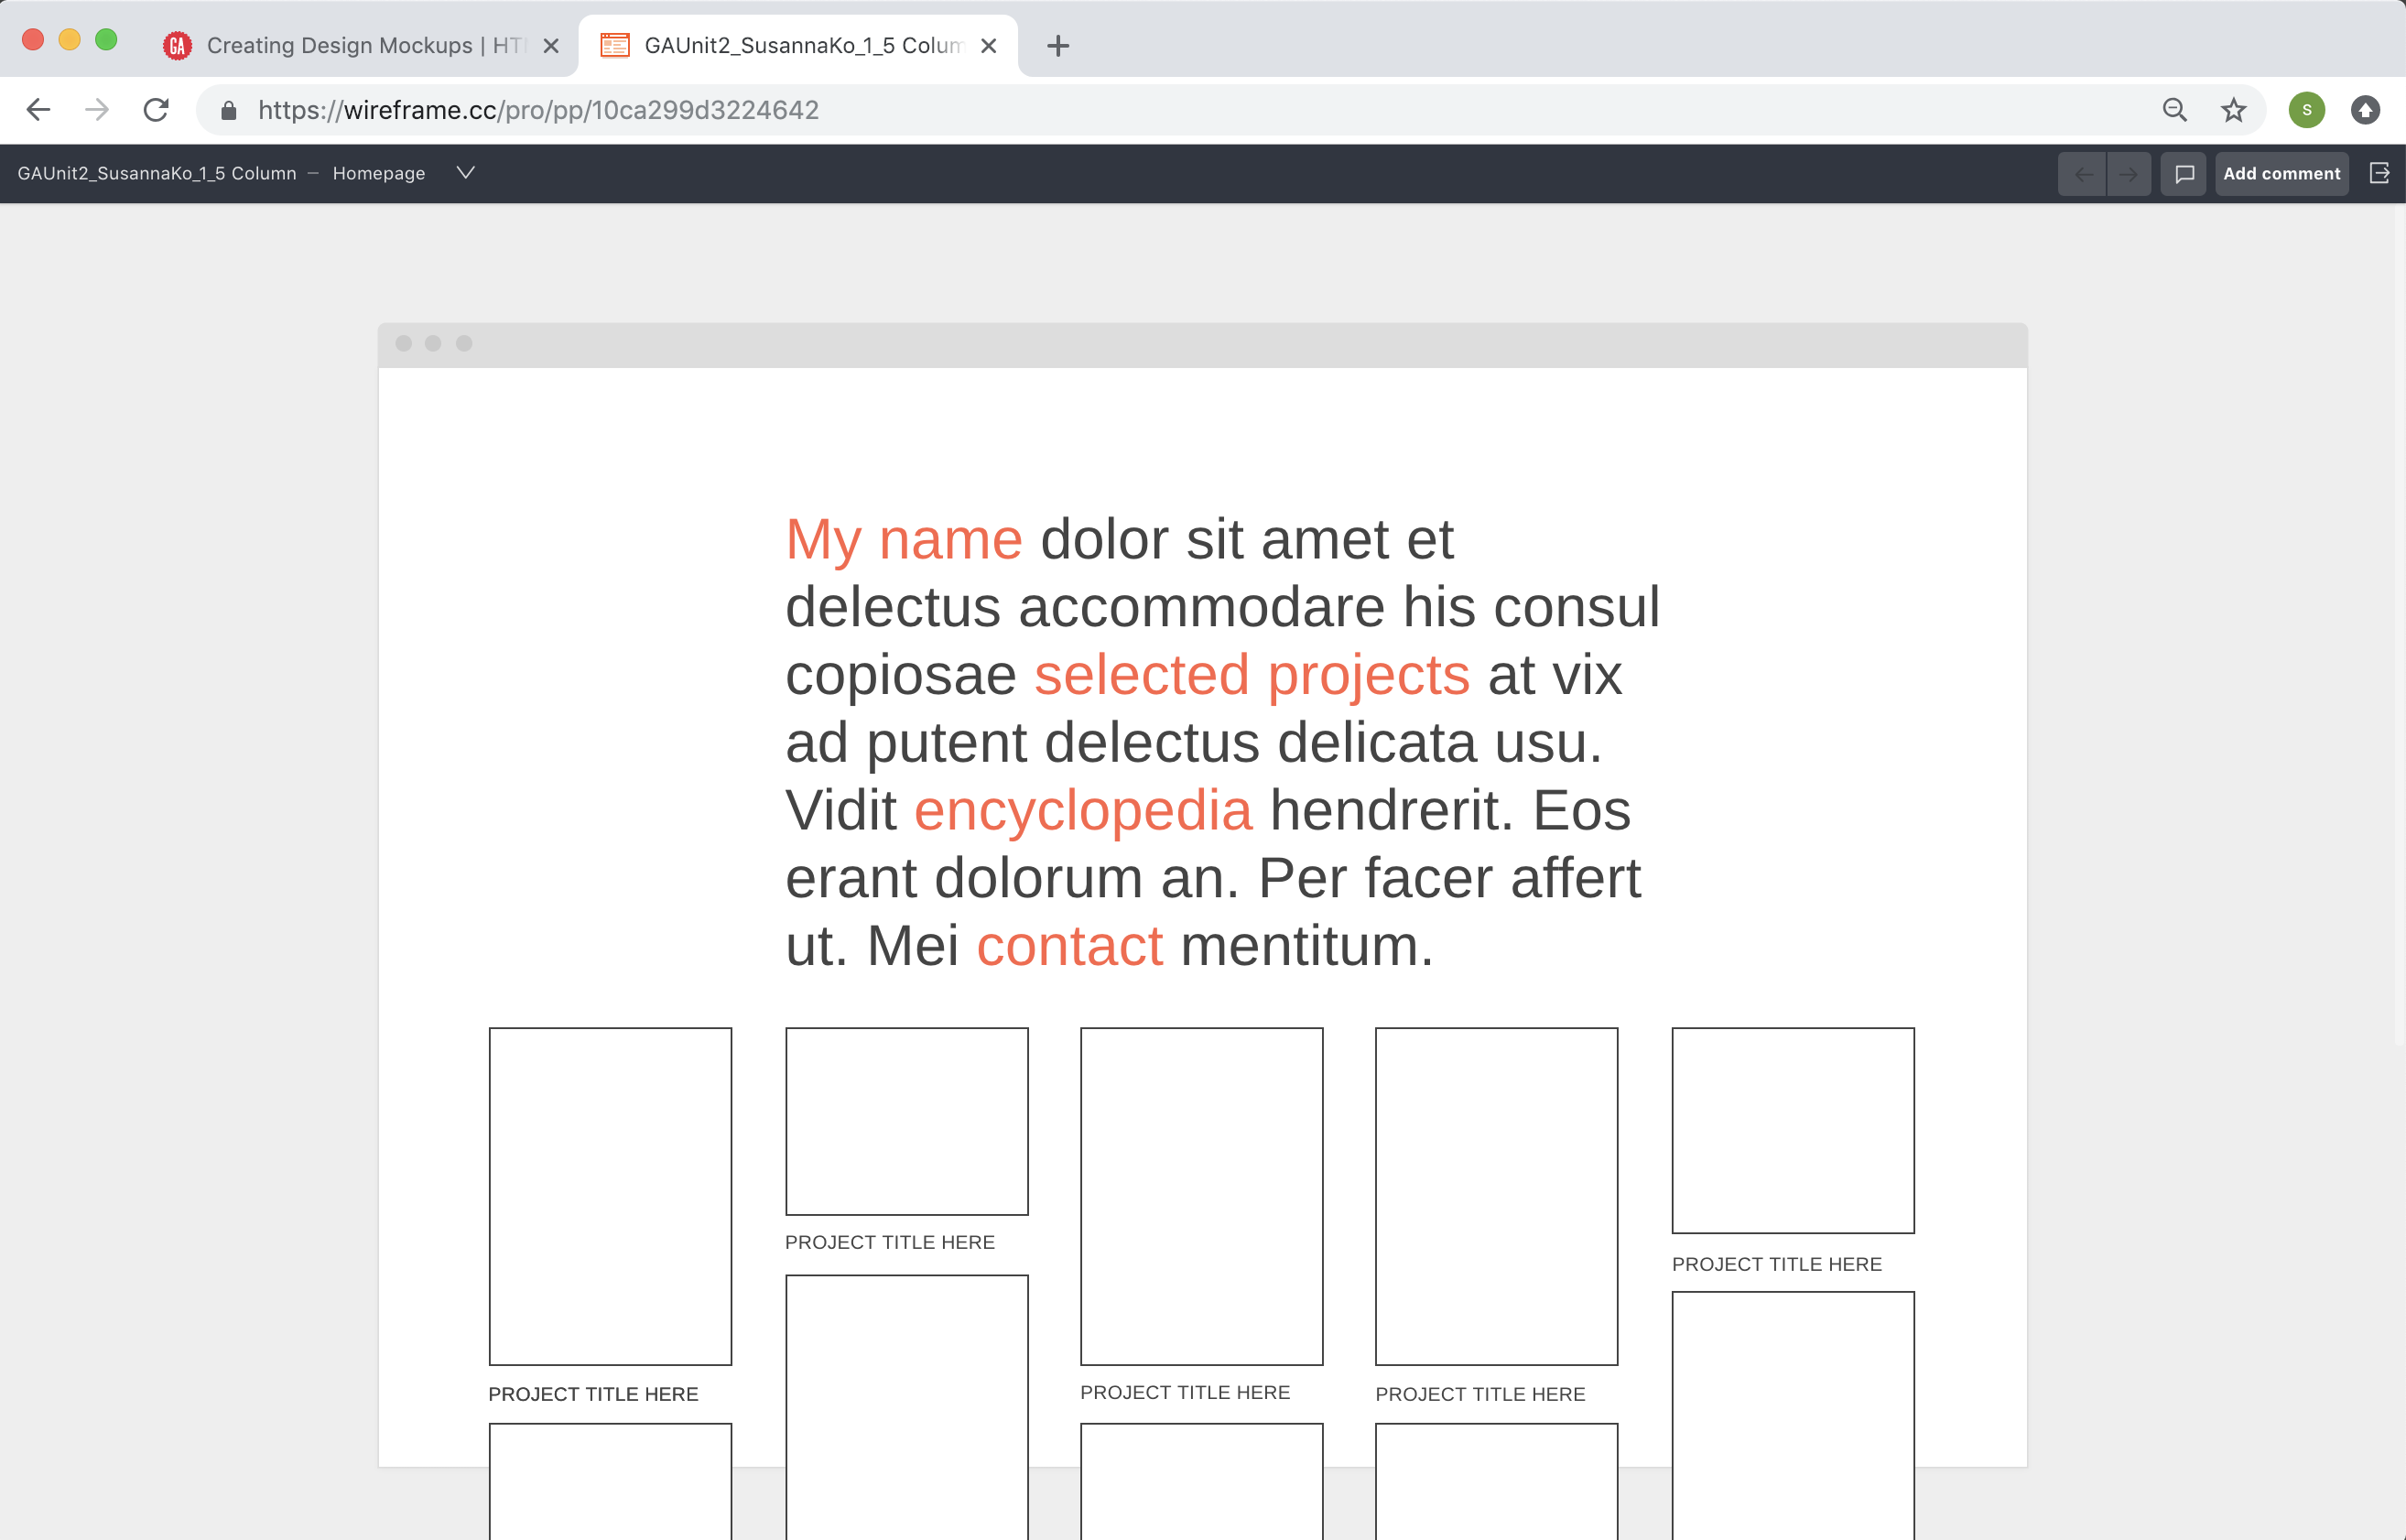 GA Creating Design Mockups | HT
GAUnit2_SusannaKo_1_5 Colum
https://wireframe.cc/pro/pp/10ca299d3224642
S
GAUnit2_SusannaKo_1_5 Column – Homepage
Add comment
My name dolor sit amet et
delectus accommodare his consul
copiosae selected projects at vix
ad putent delectus delicata usu.
Vidit encyclopedia hendrerit. Eos
erant dolorum an. Per facer affert
ut. Mei contact mentitum.
PROJECT TITLE HERE
PROJECT TITLE HERE
PROJECT TITLE HERE
PROJECT TITLE HERE
PROJECT TITLE HERE